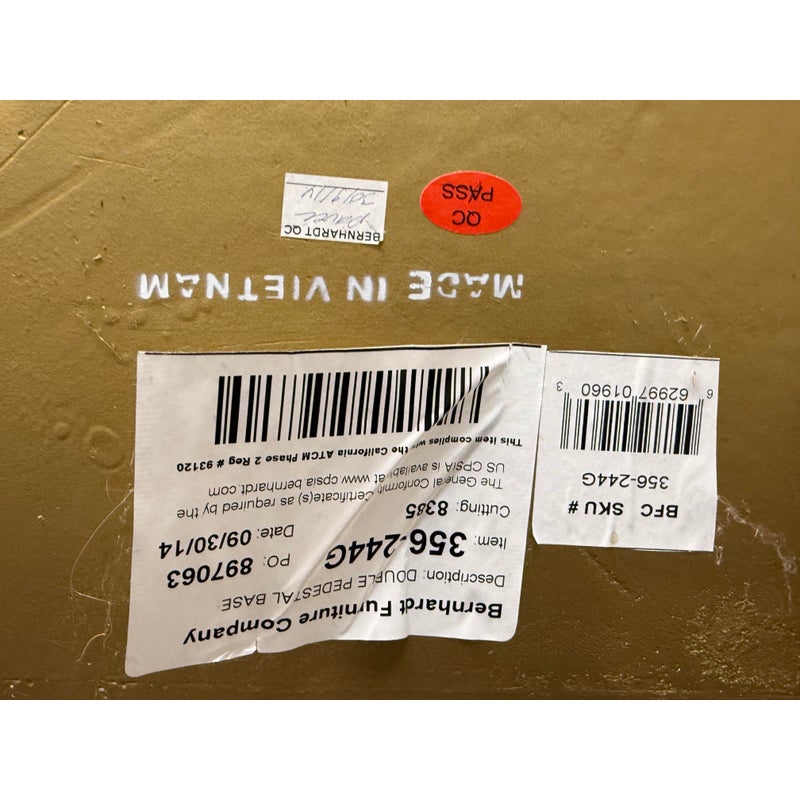 Bernhardt Furniture Company
Description: DOUBLE PEDESTAL BASE
Item: 356-244G
PO: 897063
Cutting: 8385
Date: 09/30/14
The General Conformity Certificate(s) as required by the
US CPSIA is available at www cpsia bernhardt.com
This item complies with the California ATCM Phase 2 Reg # 93120
BFC SKU #
356-244G
6 62997 01960 3
MADE IN VIETNAM
BERNHARDT QC
QC
PASS